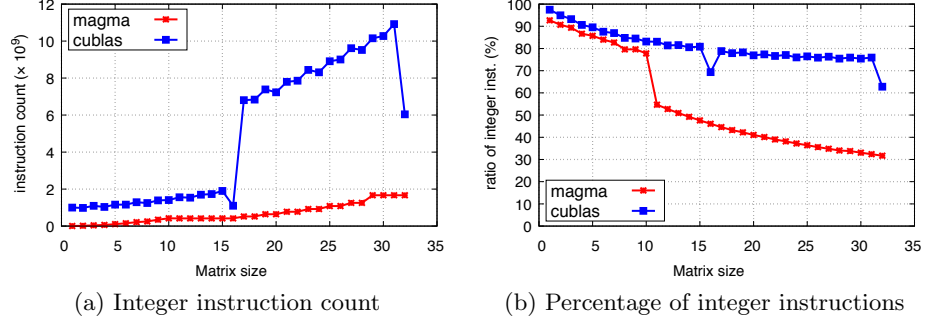 12
10
8
6
4
2
0
0 5 10 15 20 25 30 35
instruction count (× 10⁹)
Matrix size
magma
cublas
(a) Integer instruction count
100
90
80
70
60
50
40
30
20
10
0
0 5 10 15 20 25 30 35
ratio of integer inst. (%)
Matrix size
magma
cublas
(b) Percentage of integer instructions